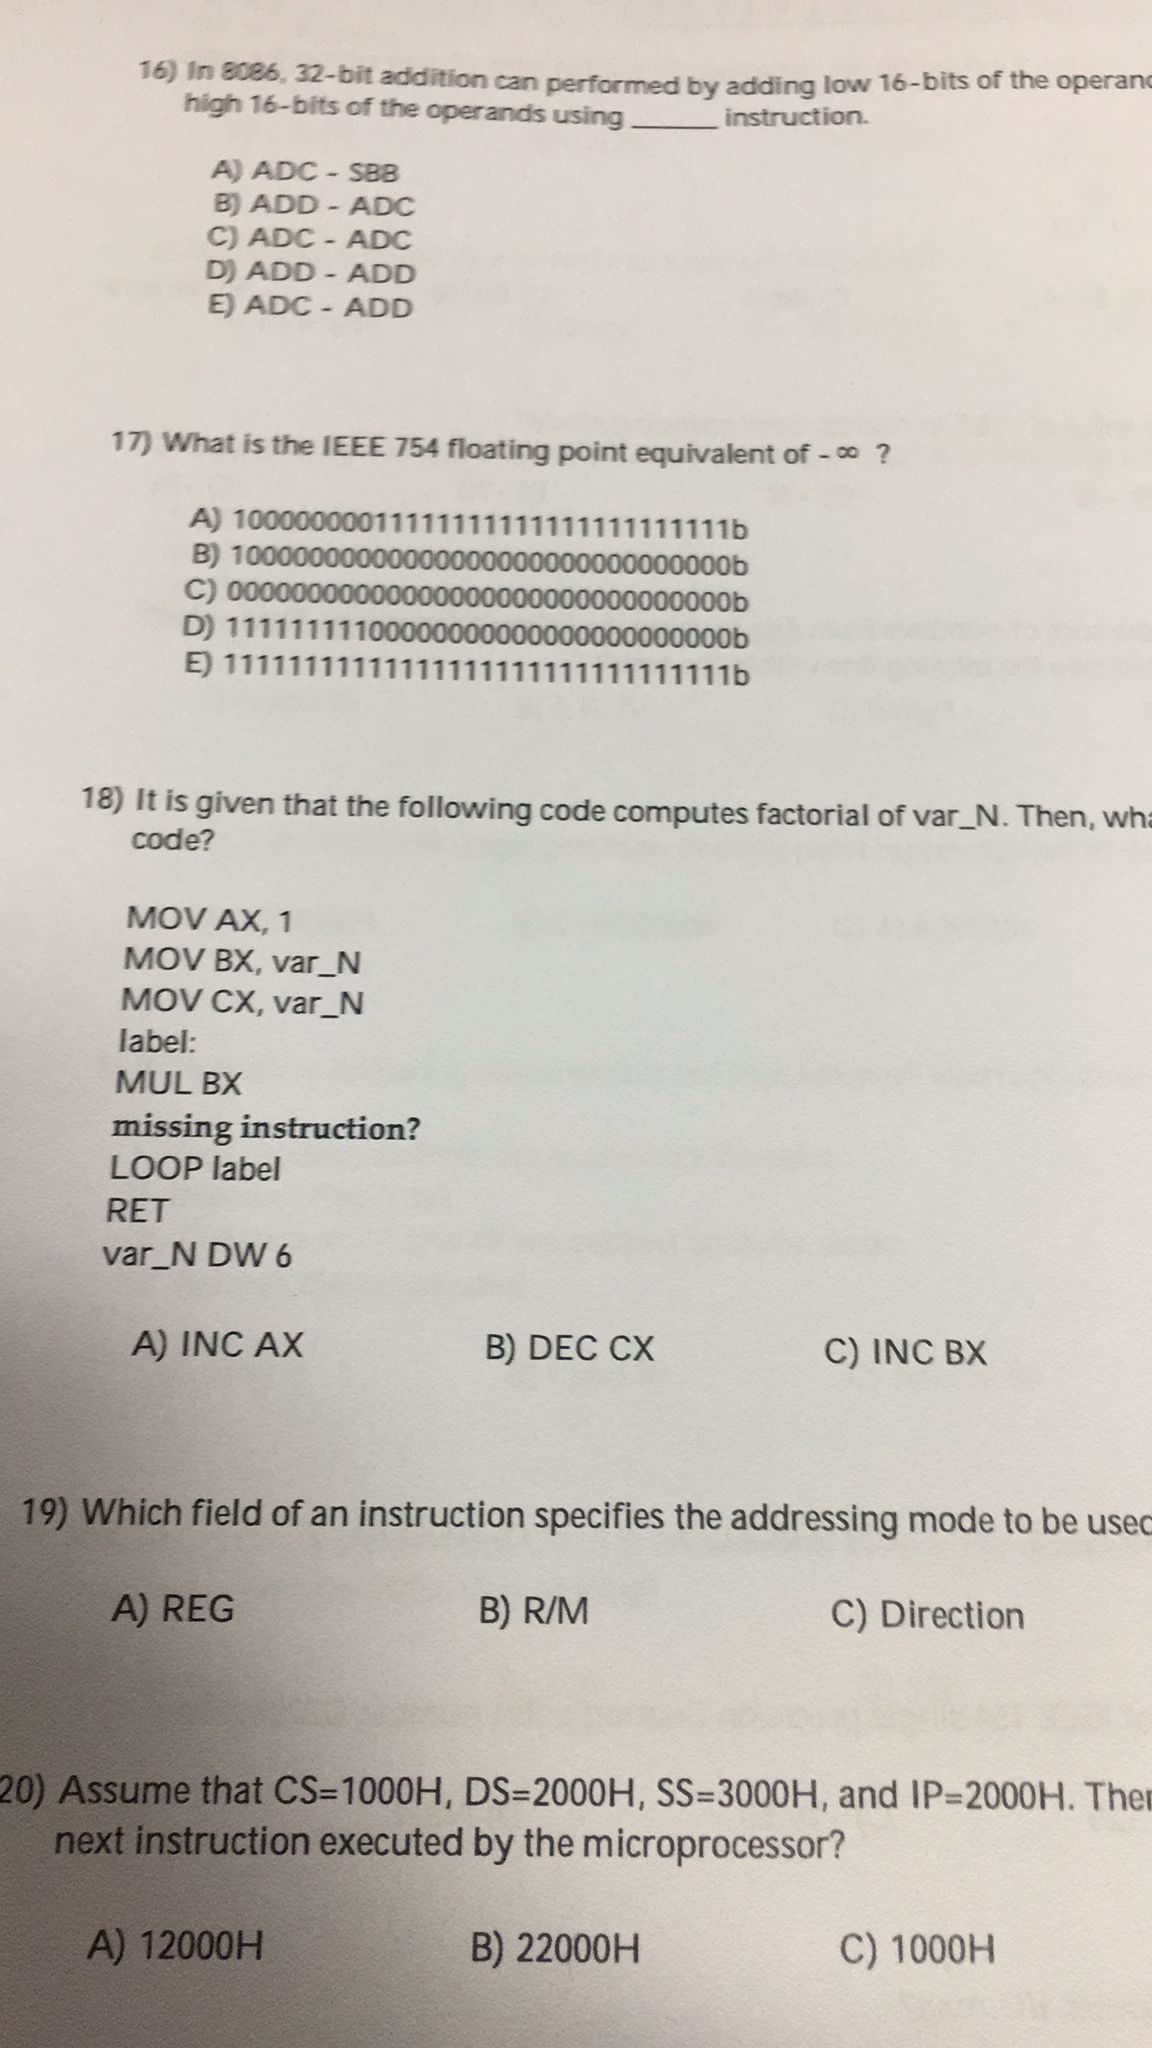 16) In 8086, 32-bit addition can performed by adding low 16-bits of the operand
high 16-bits of the operands using ______ instruction.
A) ADC - SBB
B) ADD - ADC
C) ADC - ADC
D) ADD - ADD
E) ADC - ADD
17) What is the IEEE 754 floating point equivalent of - ∞ ?
A) 10000000011111111111111111111111b
B) 10000000000000000000000000000000b
C) 00000000000000000000000000000000b
D) 11111111100000000000000000000000b
E) 11111111111111111111111111111111b
18) It is given that the following code computes factorial of var_N. Then, wha
code?
MOV AX, 1
MOV BX, var_N
MOV CX, var_N
label:
MUL BX
missing instruction?
LOOP label
RET
var_N DW 6
A) INC AX B) DEC CX C) INC BX
19) Which field of an instruction specifies the addressing mode to be used
A) REG B) R/M C) Direction
20) Assume that CS=1000H, DS=2000H, SS=3000H, and IP=2000H. Then
next instruction executed by the microprocessor?
A) 12000H B) 22000H C) 1000H